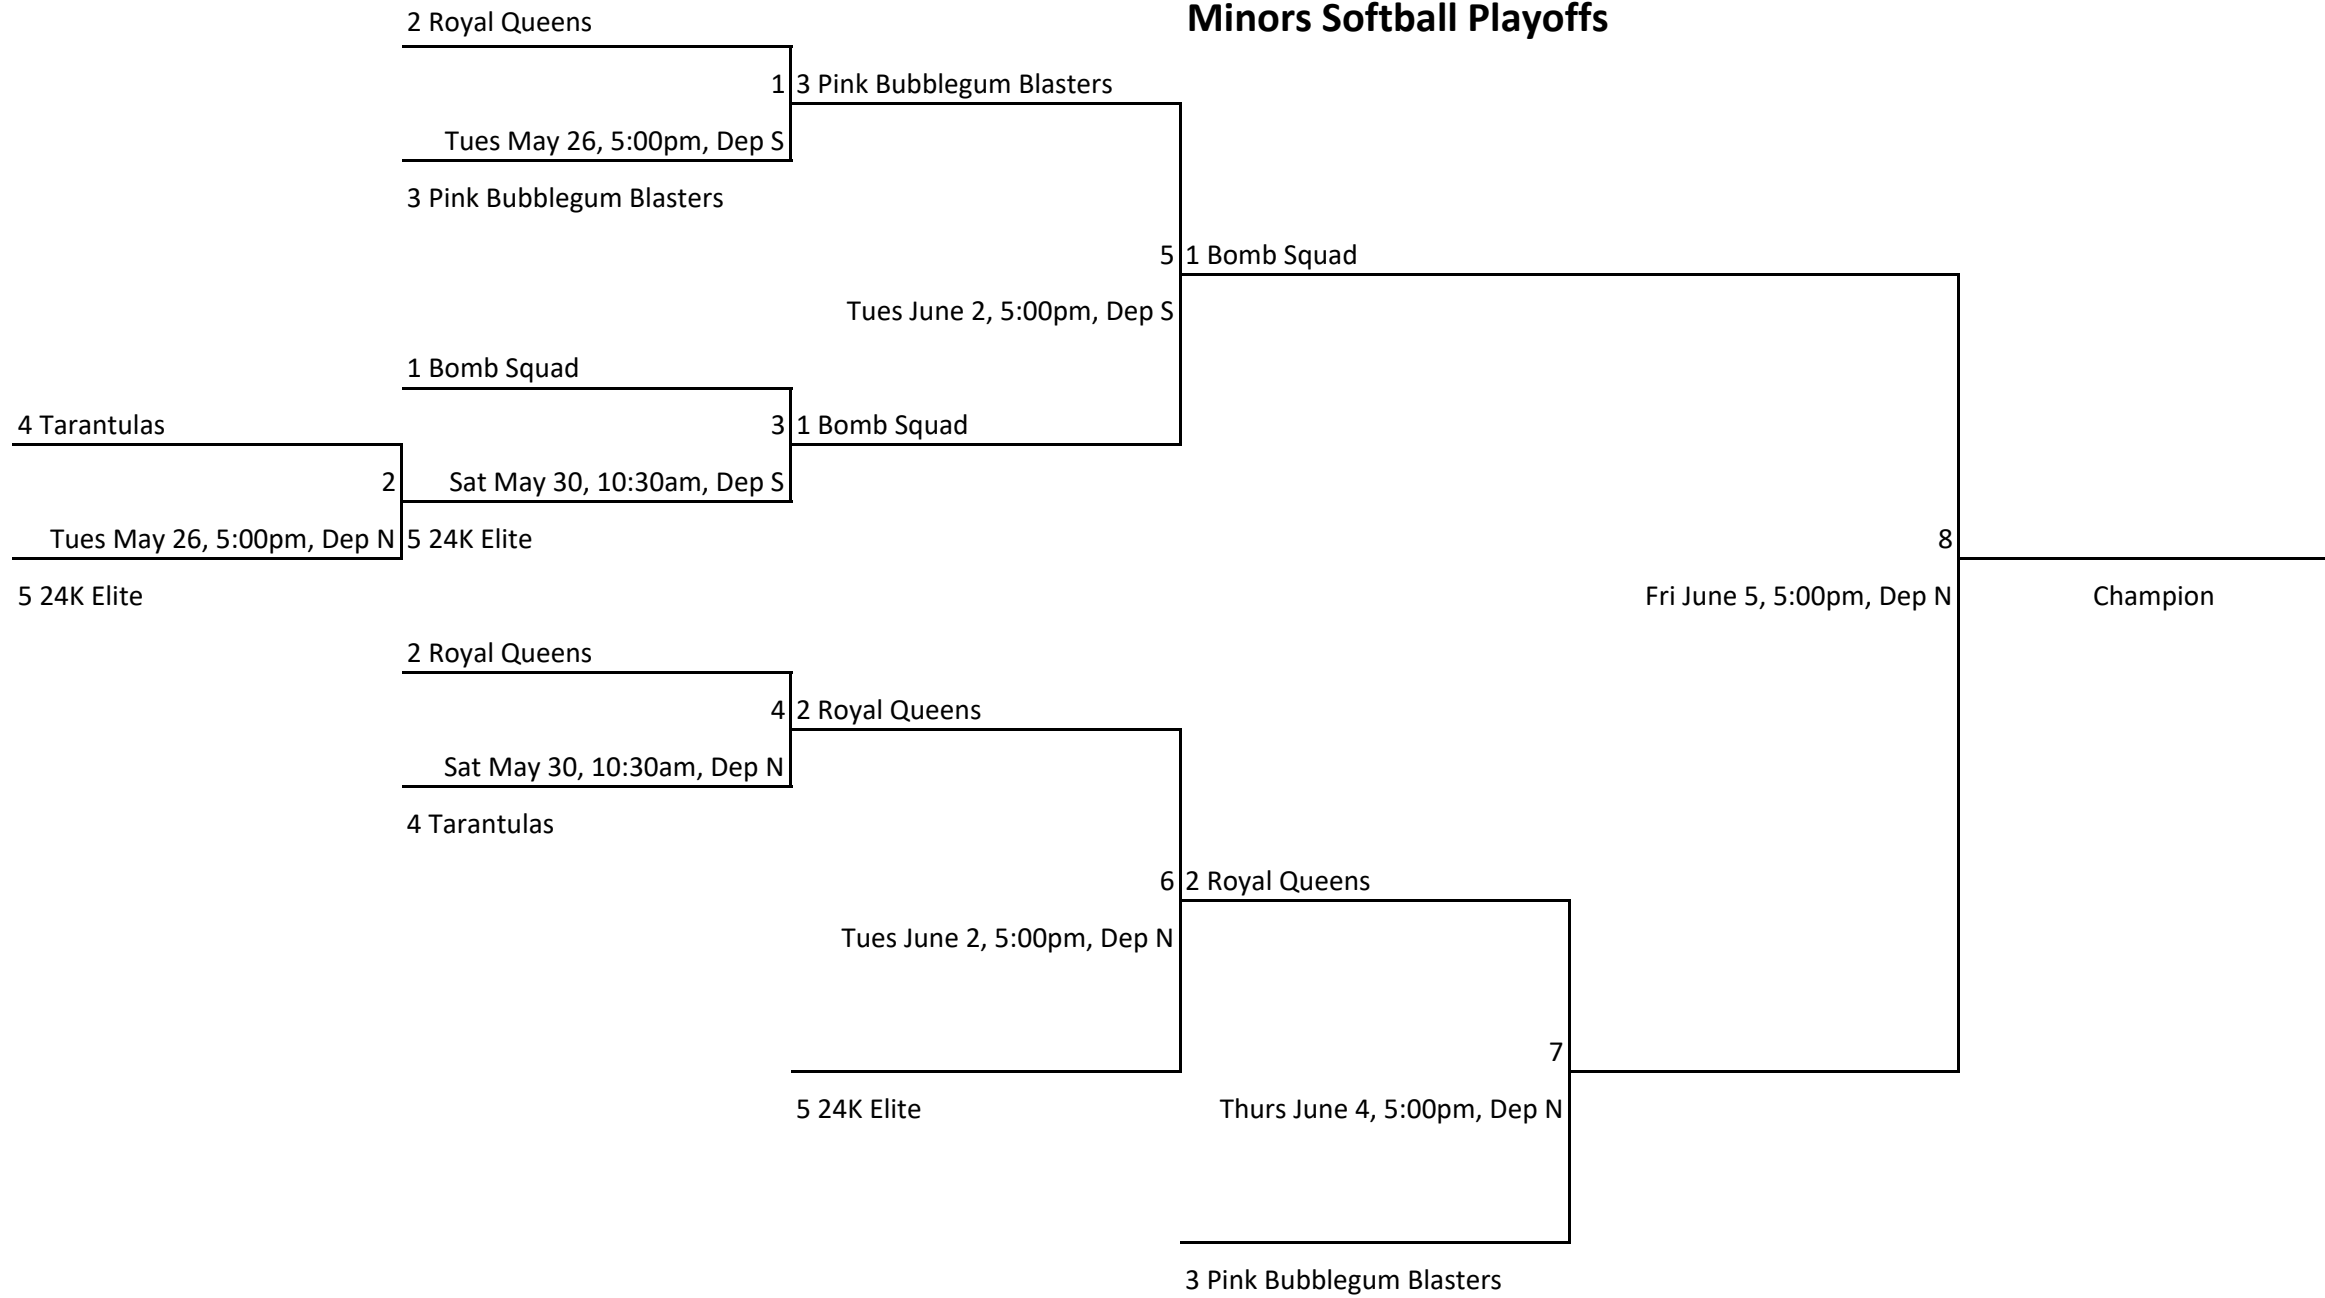 Minors Softball Playoffs
2 Royal Queens
1 3 Pink Bubblegum Blasters
Tues May 26, 5:00pm, Dep S
3 Pink Bubblegum Blasters
5 1 Bomb Squad
Tues June 2, 5:00pm, Dep S
1 Bomb Squad
4 Tarantulas
3 1 Bomb Squad
2
Sat May 30, 10:30am, Dep S
Tues May 26, 5:00pm, Dep N
5 24K Elite
8
5 24K Elite
Fri June 5, 5:00pm, Dep N
Champion
2 Royal Queens
4 2 Royal Queens
Sat May 30, 10:30am, Dep N
4 Tarantulas
6 2 Royal Queens
Tues June 2, 5:00pm, Dep N
7
5 24K Elite
Thurs June 4, 5:00pm, Dep N
3 Pink Bubblegum Blasters